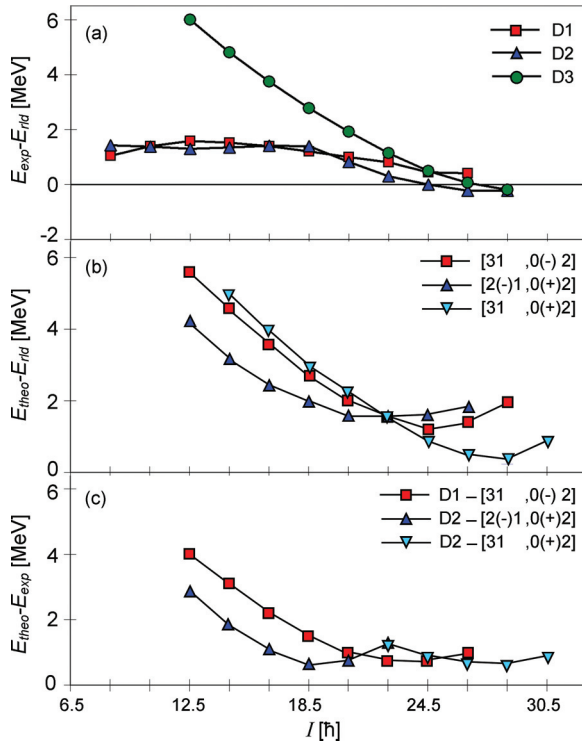 (a)
D1
D2
D3
E_exp-E_rld [MeV]
6
4
2
0
-2
(b)
[31 ,0(-) 2]
[2(-)1 ,0(+)2]
[31 ,0(+)2]
E_theo-E_rld [MeV]
6
4
2
0
(c)
D1 – [31 ,0(-) 2]
D2 – [2(-)1 ,0(+)2]
D2 – [31 ,0(+)2]
E_theo-E_exp [MeV]
6
4
2
0
6.5 12.5 18.5 24.5 30.5
I [ħ]